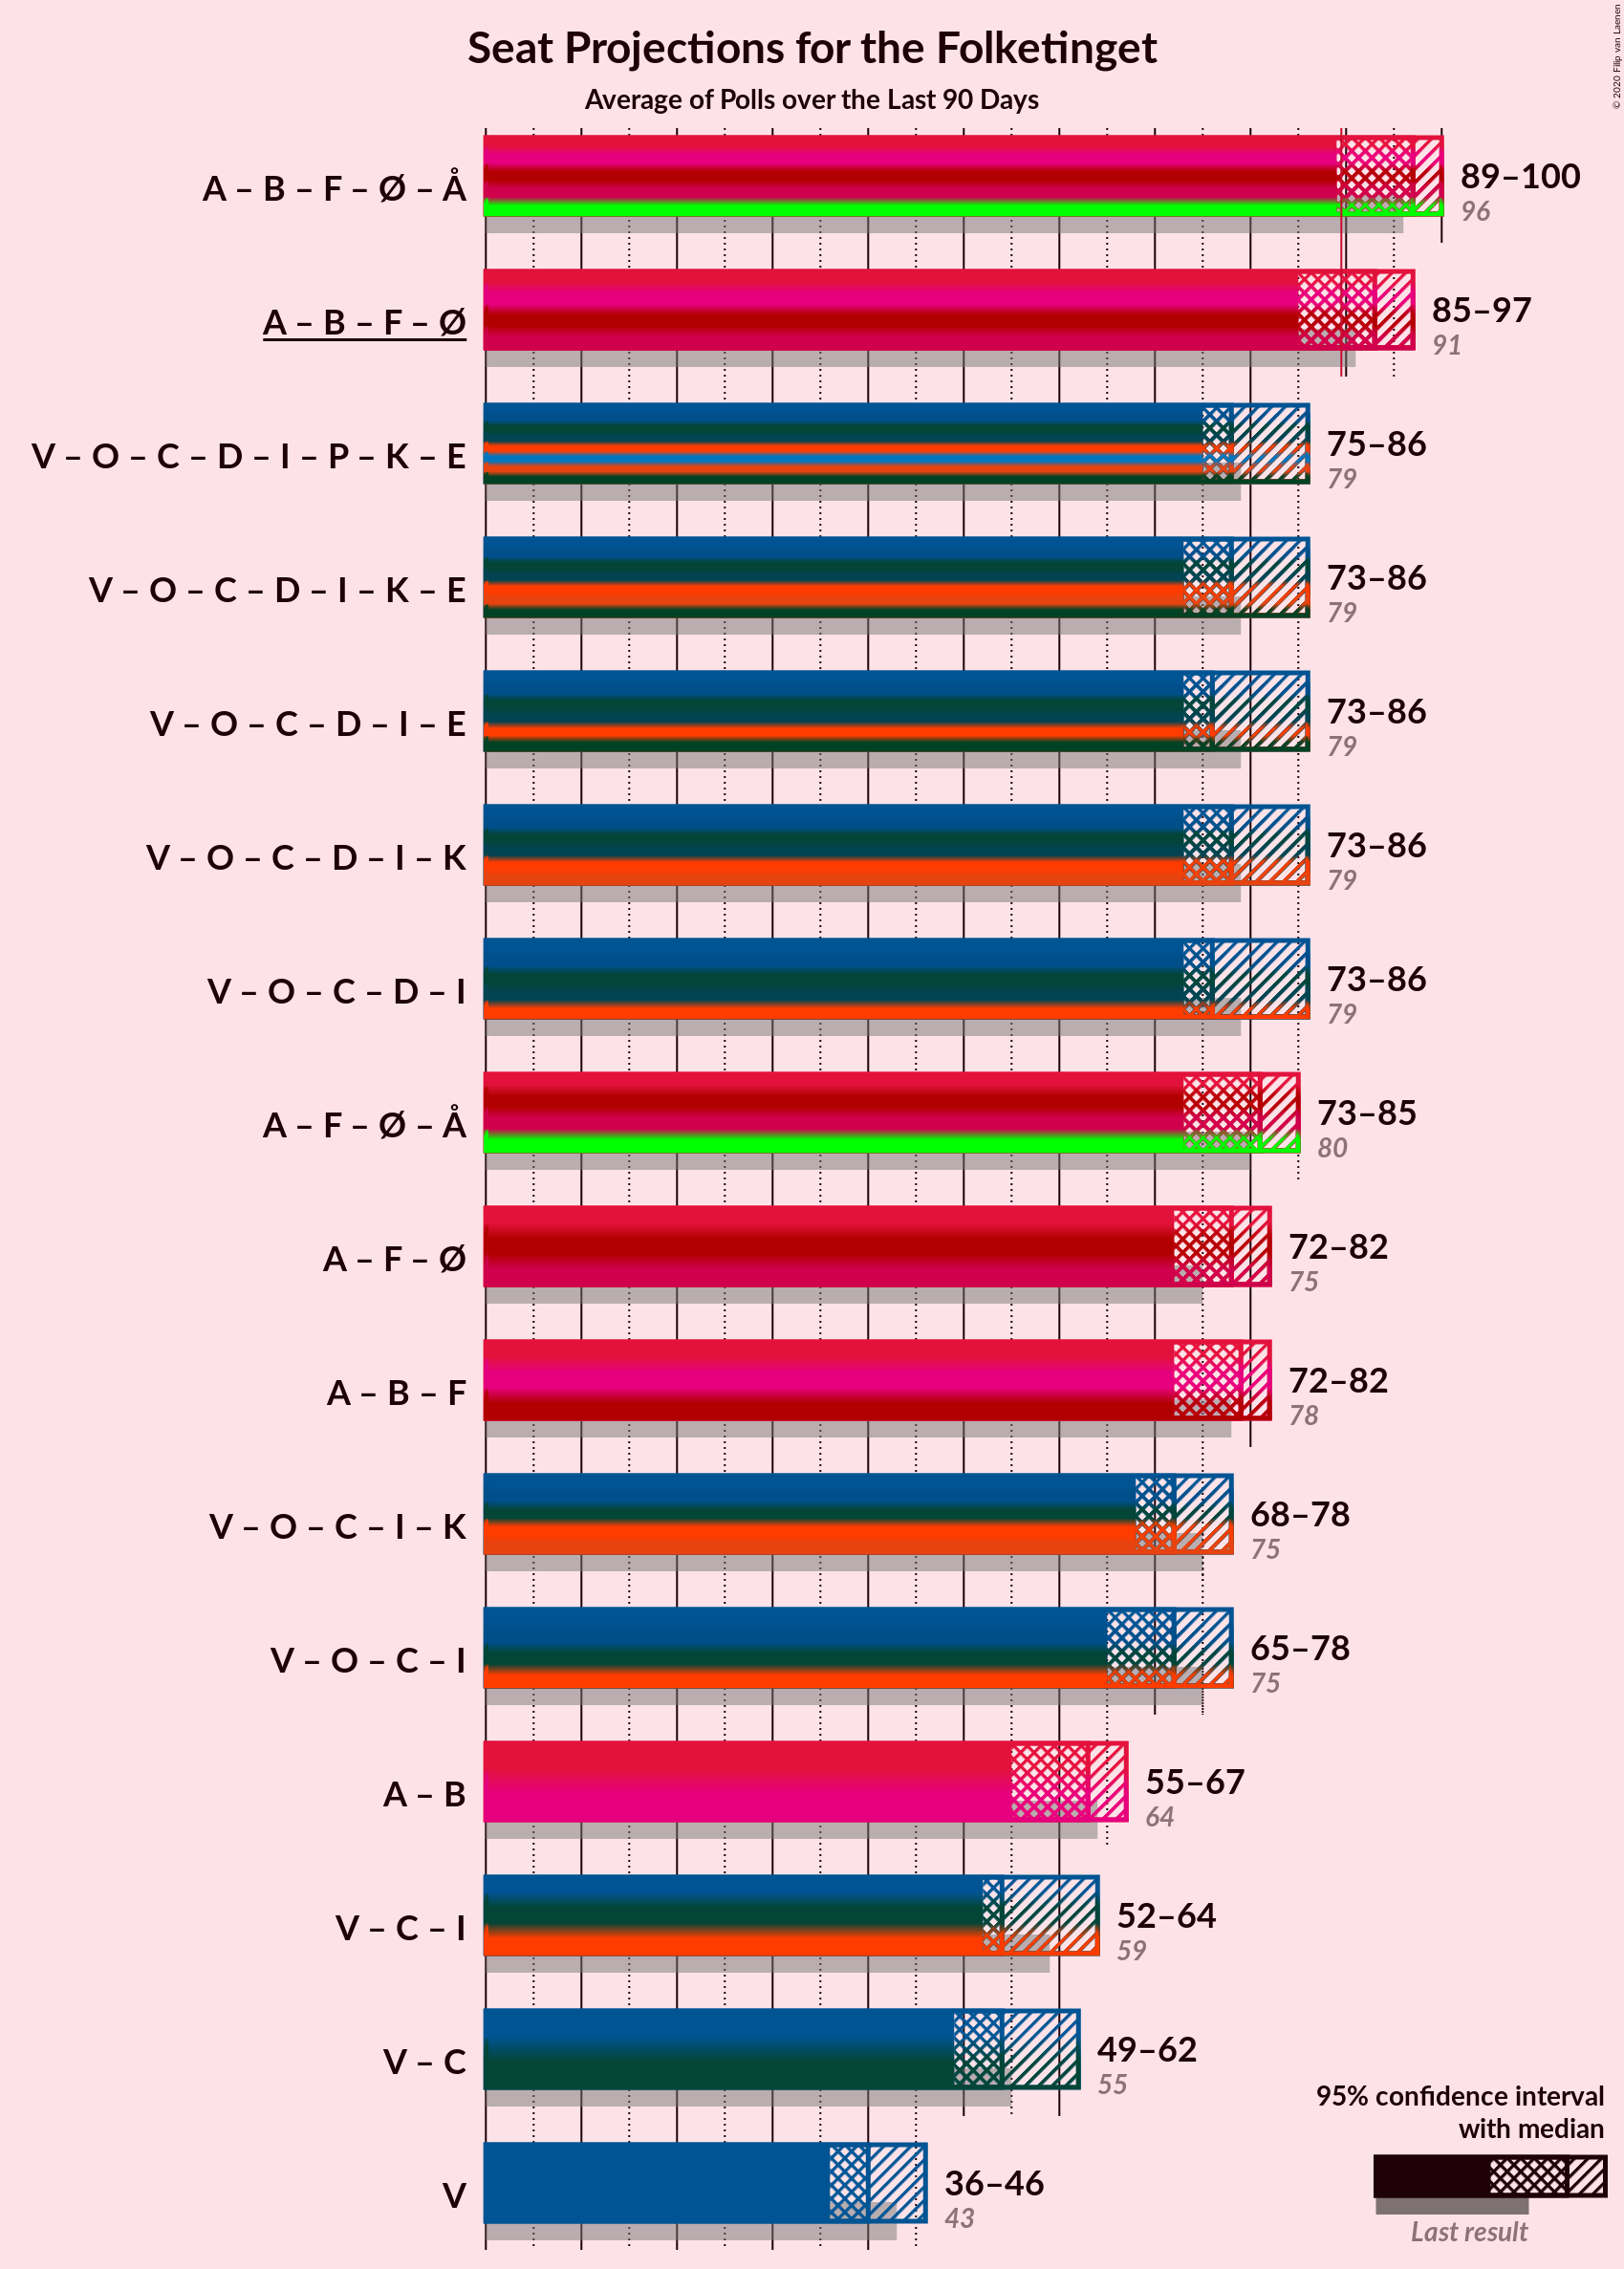 © 2020 Filip van Laenen
Seat Projections for the Folketinget
Average of Polls over the Last 90 Days
A – B – F – Ø – Å
89–100
96
A – B – F – Ø
85–97
91
V – O – C – D – I – P – K – E
75–86
79
V – O – C – D – I – K – E
73–86
79
V – O – C – D – I – E
73–86
79
V – O – C – D – I – K
73–86
79
V – O – C – D – I
73–86
79
A – F – Ø – Å
73–85
80
A – F – Ø
72–82
75
A – B – F
72–82
78
V – O – C – I – K
68–78
75
V – O – C – I
65–78
75
A – B
55–67
64
V – C – I
52–64
59
V – C
49–62
55
V
36–46
43
95% confidence interval
with median
Last result